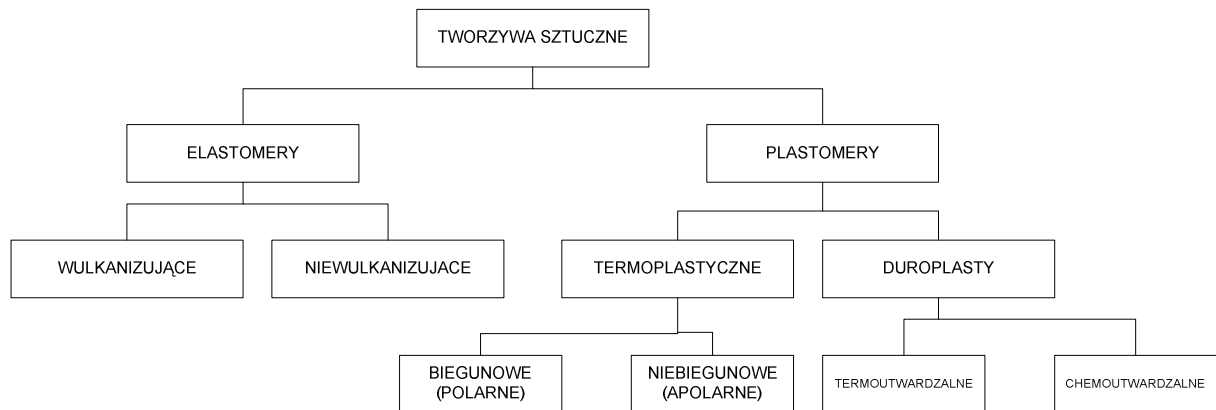 TWORZYWA SZTUCZNE
ELASTOMERY
PLASTOMERY
WULKANIZUJĄCE
NIEWULKANIZUJACE
TERMOPLASTYCZNE
DUROPLASTY
BIEGUNOWE
(POLARNE)
NIEBIEGUNOWE
(APOLARNE)
TERMOUTWARDZALNE
CHEMOUTWARDZALNE